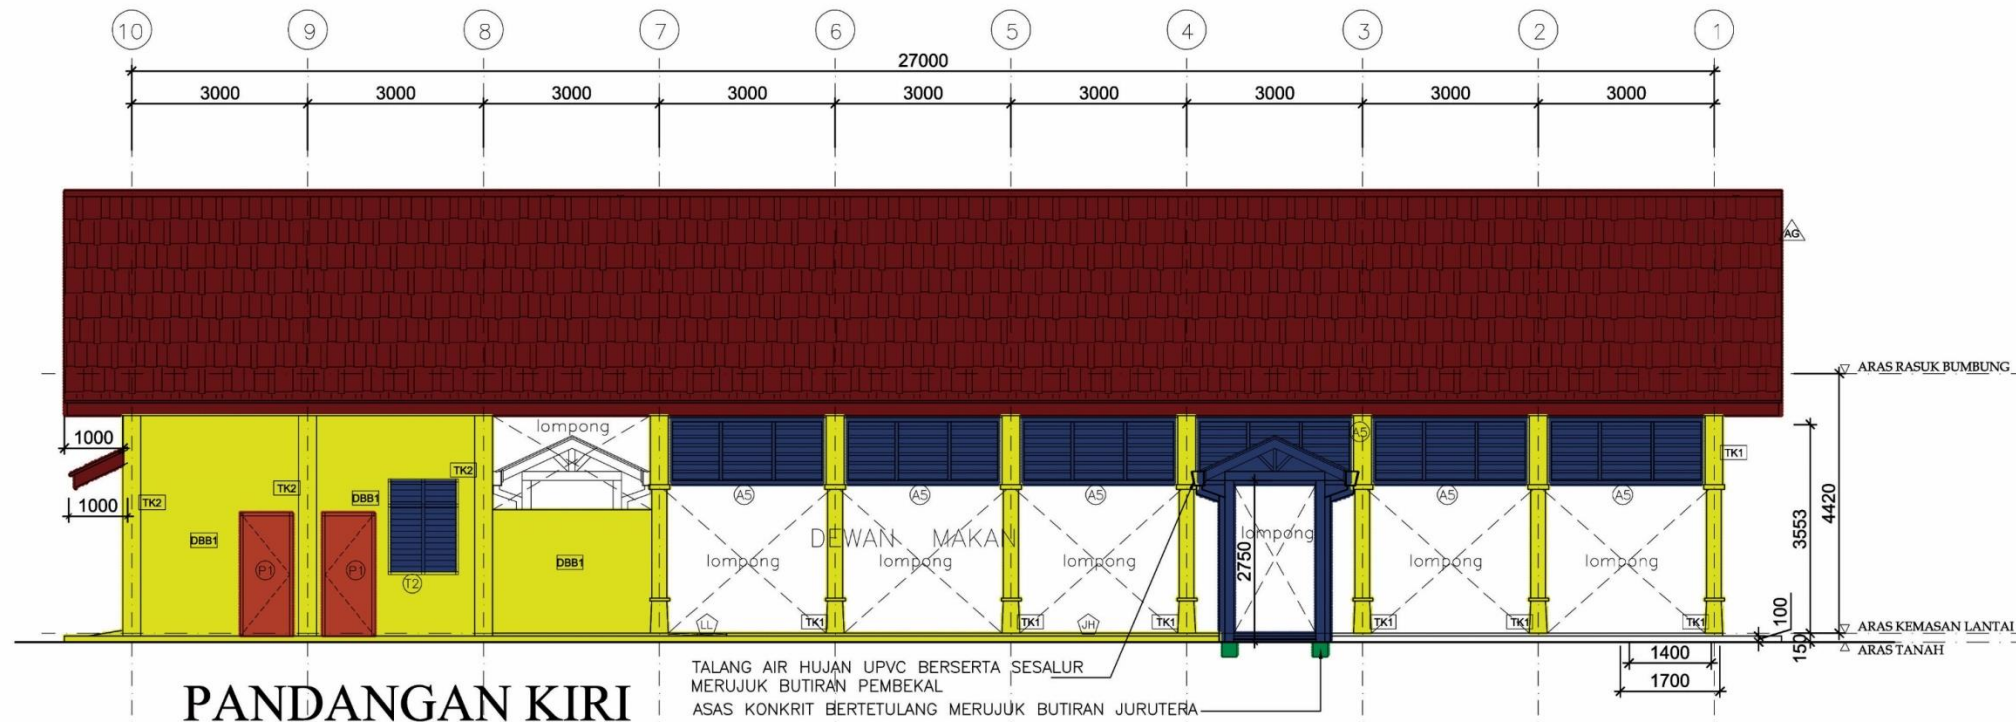 10 9 8 7 6 5 4 3 2 1
27000
3000 3000 3000 3000 3000 3000 3000 3000 3000
AG
ARAS RASUK BUMBUNG
lompong
1000
A5
TK1
TK2
TK2
TK2
DBB1
A5 A5 A5 A5 A5
1000
4420
3553
DBB1
DEWAN MAKAN
lompong
DBB1
lompong lompong lompong lompong lompong
2750
P1 P1
T2
LL
TK1
TK1
JH
TK1
TK1
TK1
TK1
100
ARAS KEMASAN LANTAI
150
ARAS TANAH
1400
1700
TALANG AIR HUJAN UPVC BERSERTA SESALUR
MERUJUK BUTIRAN PEMBEKAL
PANDANGAN KIRI
ASAS KONKRIT BERTETULANG MERUJUK BUTIRAN JURUTERA